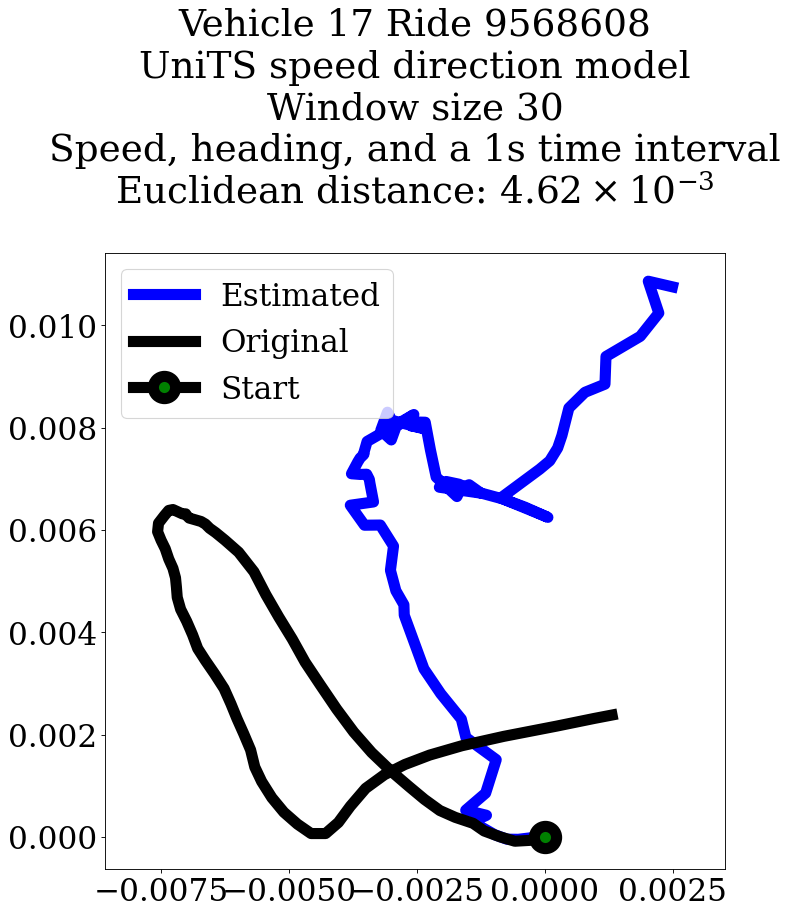 Vehicle 17 Ride 9568608
UniTS speed direction model
Window size 30
Speed, heading, and a 1s time interval
Euclidean distance: 4.62 × 10⁻³
Estimated
Original
Start
0.010
0.008
0.006
0.004
0.002
0.000
−0.0075 −0.0050 −0.0025 0.0000 0.0025